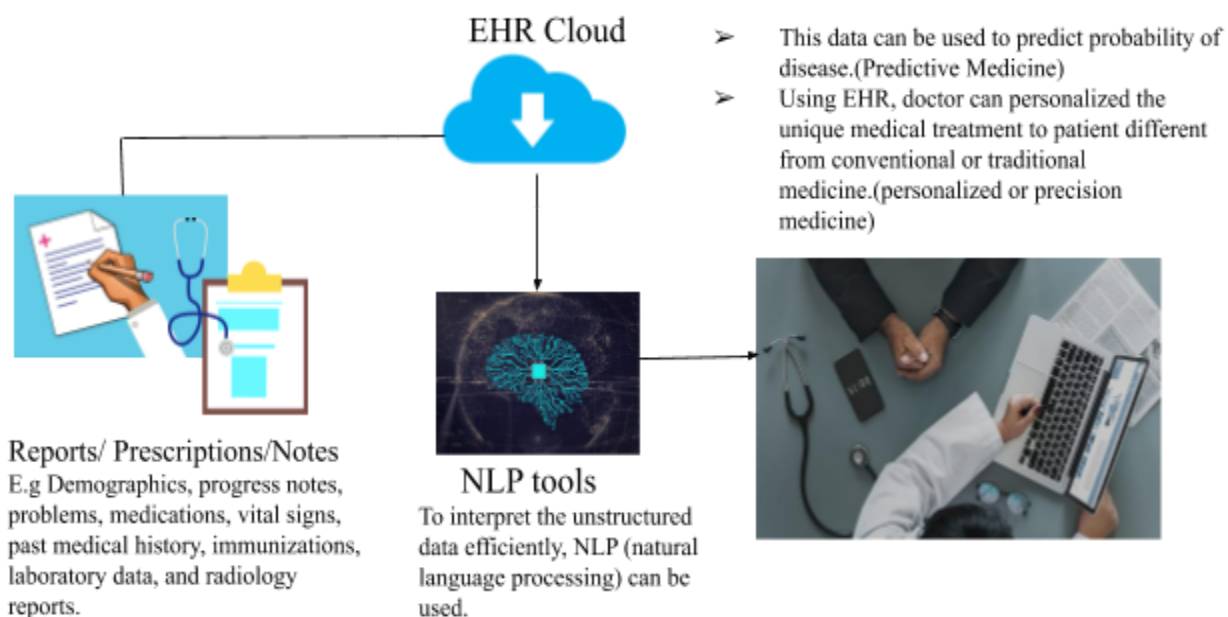 EHR Cloud
➢ This data can be used to predict probability of
disease.(Predictive Medicine)
➢ Using EHR, doctor can personalized the
unique medical treatment to patient different
from conventional or traditional
medicine.(personalized or precision
medicine)
Reports/ Prescriptions/Notes
E.g Demographics, progress notes,
problems, medications, vital signs,
past medical history, immunizations,
laboratory data, and radiology
reports.
NLP tools
To interpret the unstructured
data efficiently, NLP (natural
language processing) can be
used.